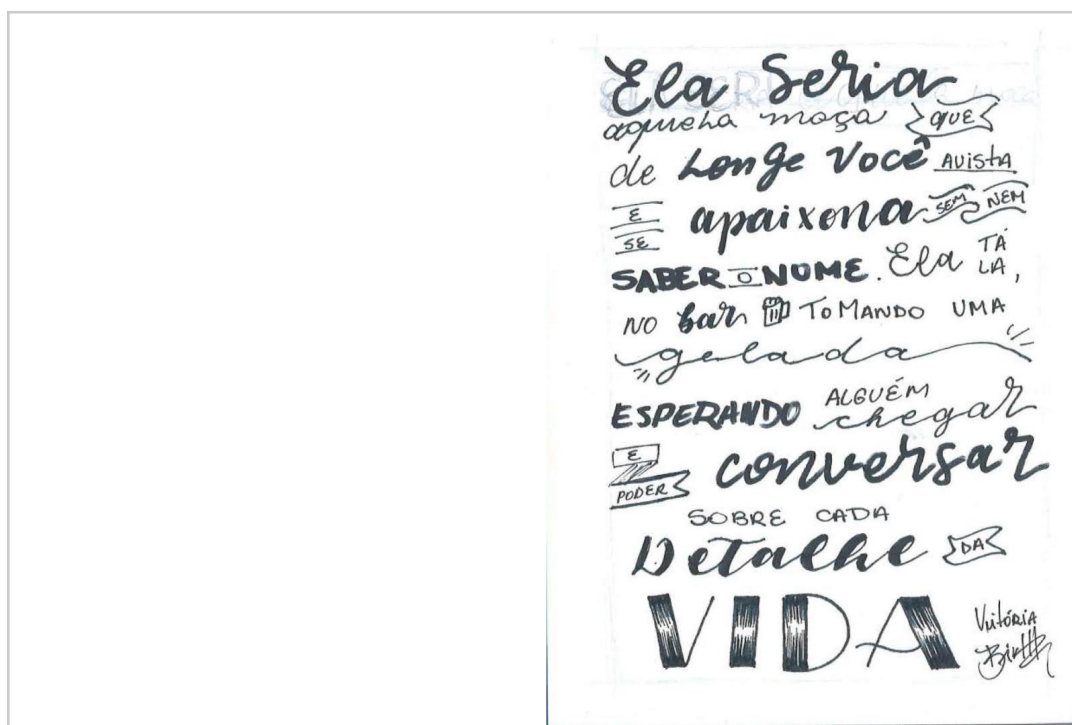 Ela Seria
aquela moça QUE
de Longe Você AVISTA
E SE apaixona SEM NEM
SABER O NOME. Ela TÁ LA,
NO bar TOMANDO UMA
gelada
ESPERANDO ALGUÉM chegar
E PODER conversar
SOBRE CADA
Detalhe DA
VIDA
Vitória